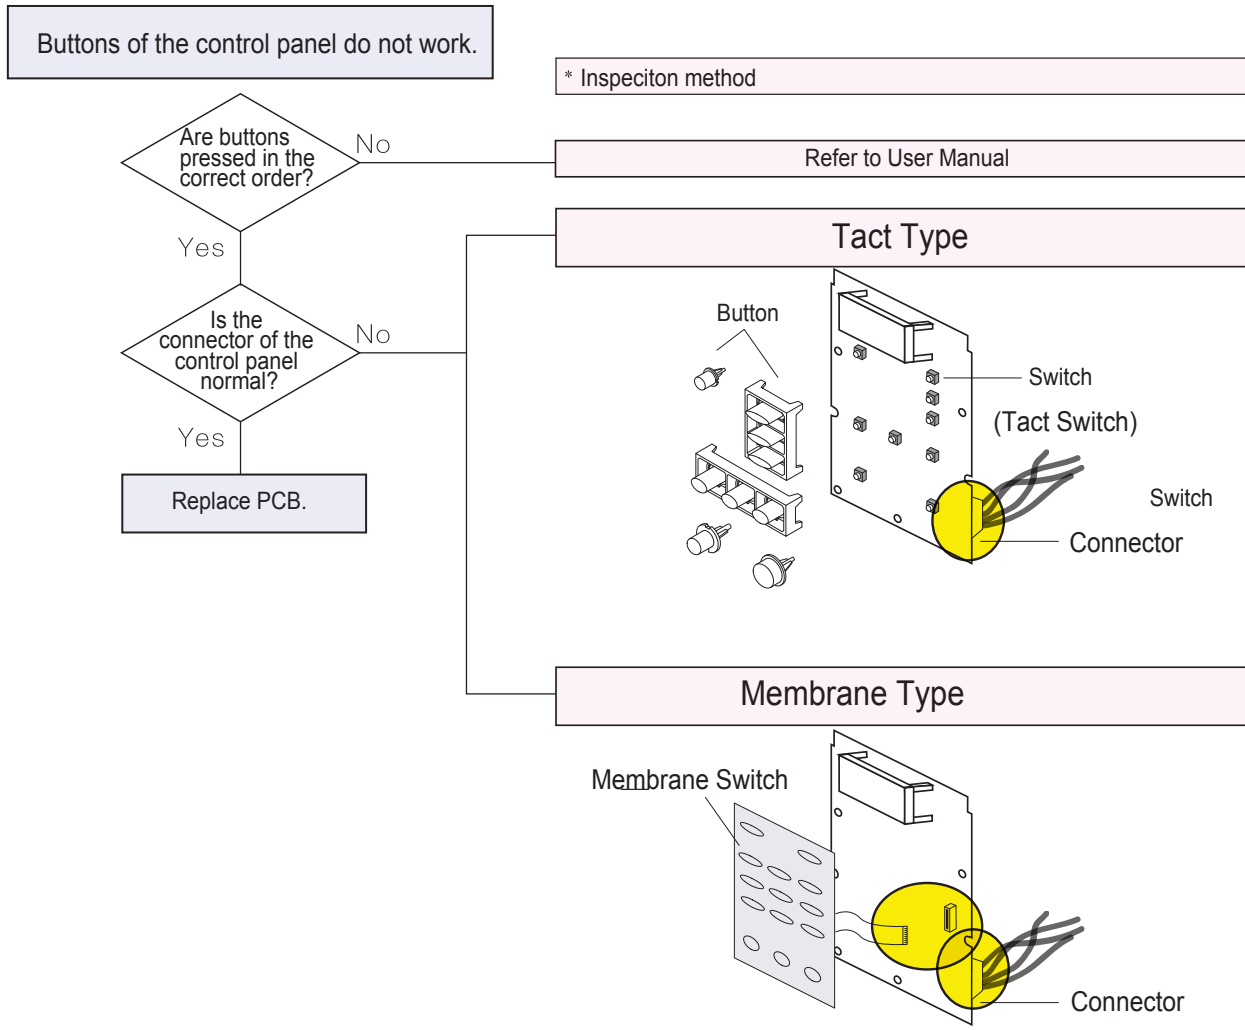 Buttons of the control panel do not work.
* Inspeciton method
Are buttons
pressed in the
correct order?
No
Refer to User Manual
Yes
Is the
connector of the
control panel
normal?
No
Yes
Replace PCB.
Tact Type
Button
Switch
(Tact Switch)
Switch
Connector
Membrane Type
Membrane Switch
Connector